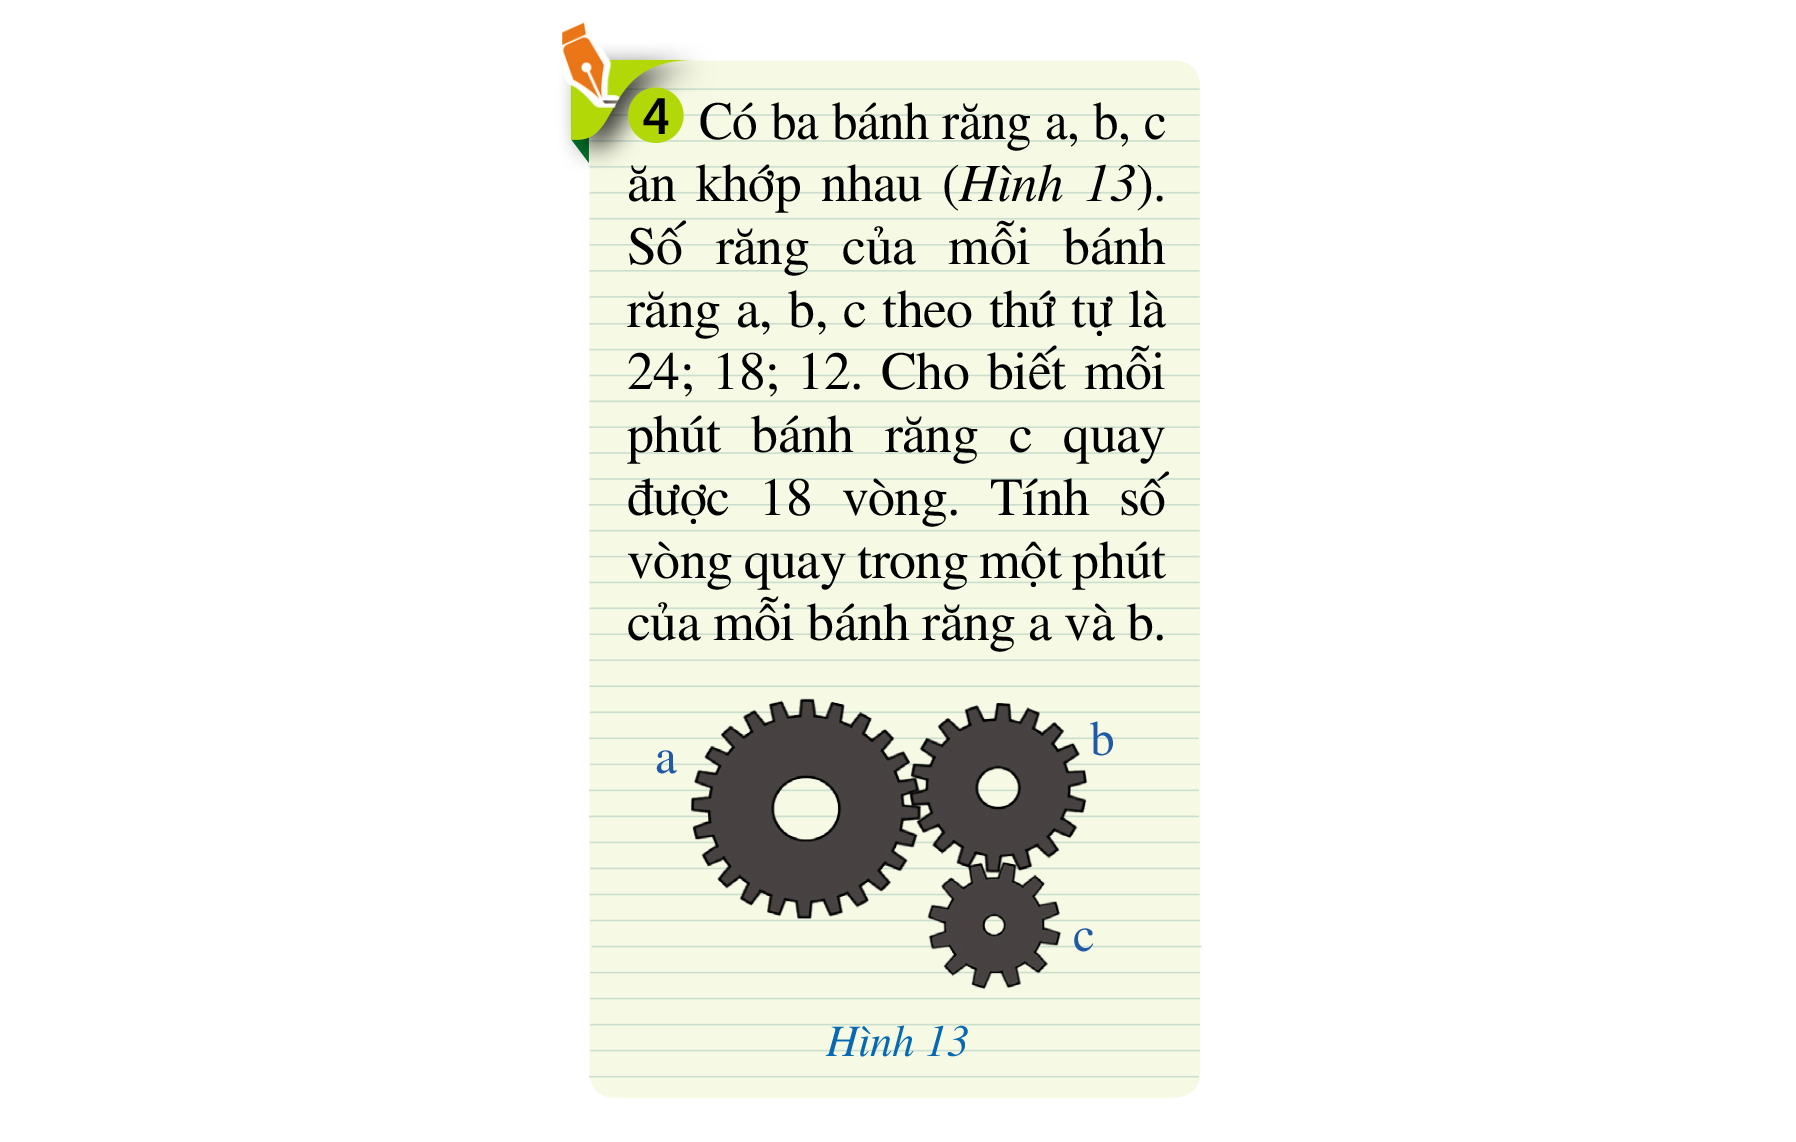 4 Có ba bánh răng a, b, c
ăn khớp nhau (Hình 13).
Số răng của mỗi bánh
răng a, b, c theo thứ tự là
24; 18; 12. Cho biết mỗi
phút bánh răng c quay
được 18 vòng. Tính số
vòng quay trong một phút
của mỗi bánh răng a và b.
a
b
c
Hình 13